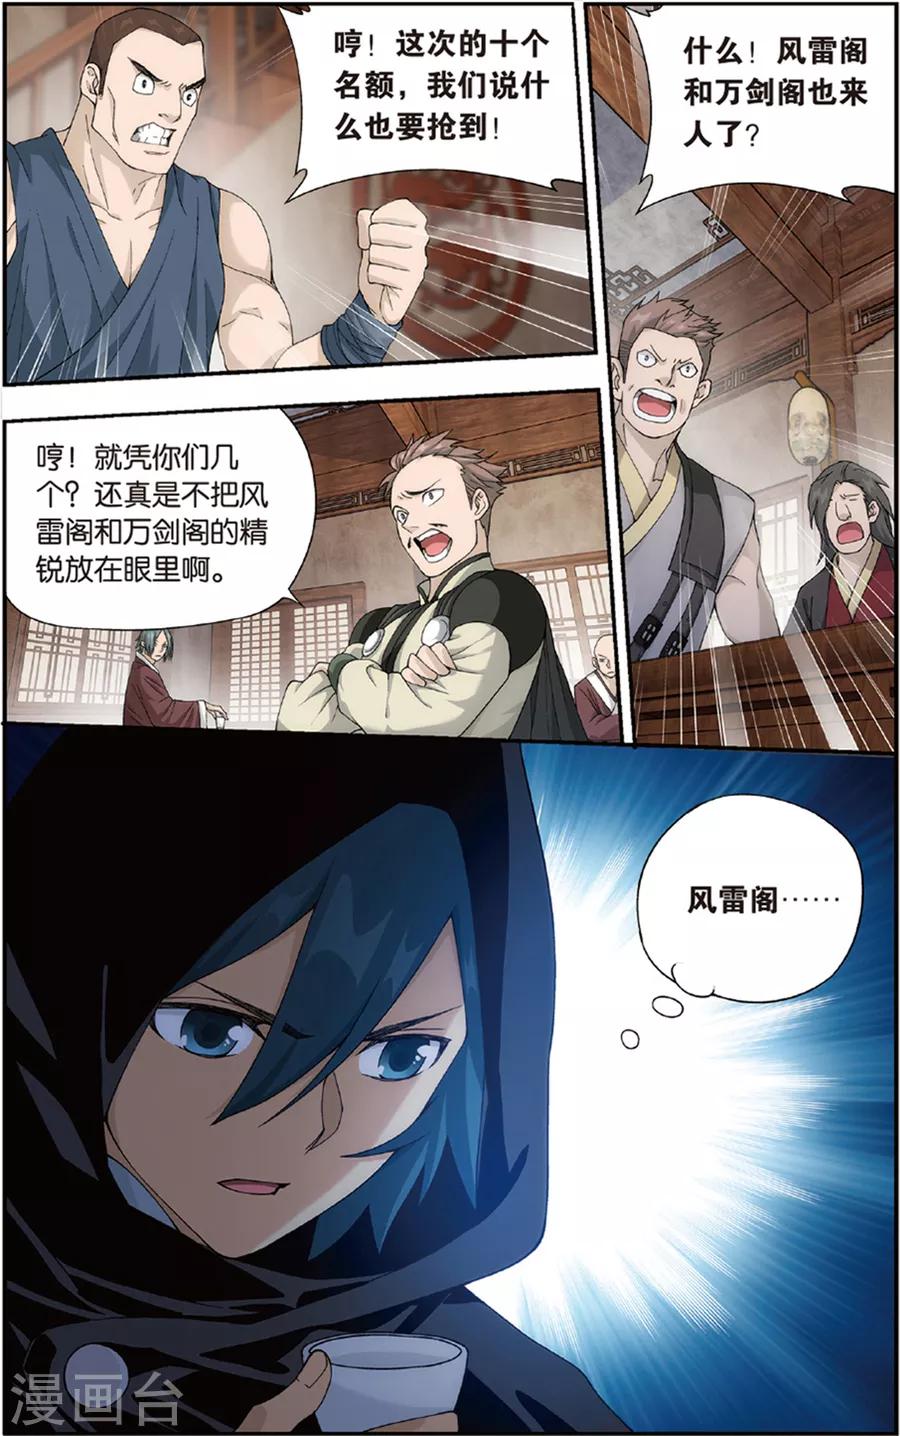 哼！这次的十个
名额，我们说什
么也要抢到！
哼！就凭你们几
个？还真是不把风
雷阁和万剑阁的精
锐放在眼里啊。
什么！风雷阁
和万剑阁也来
人了？
风雷阁……
漫画台